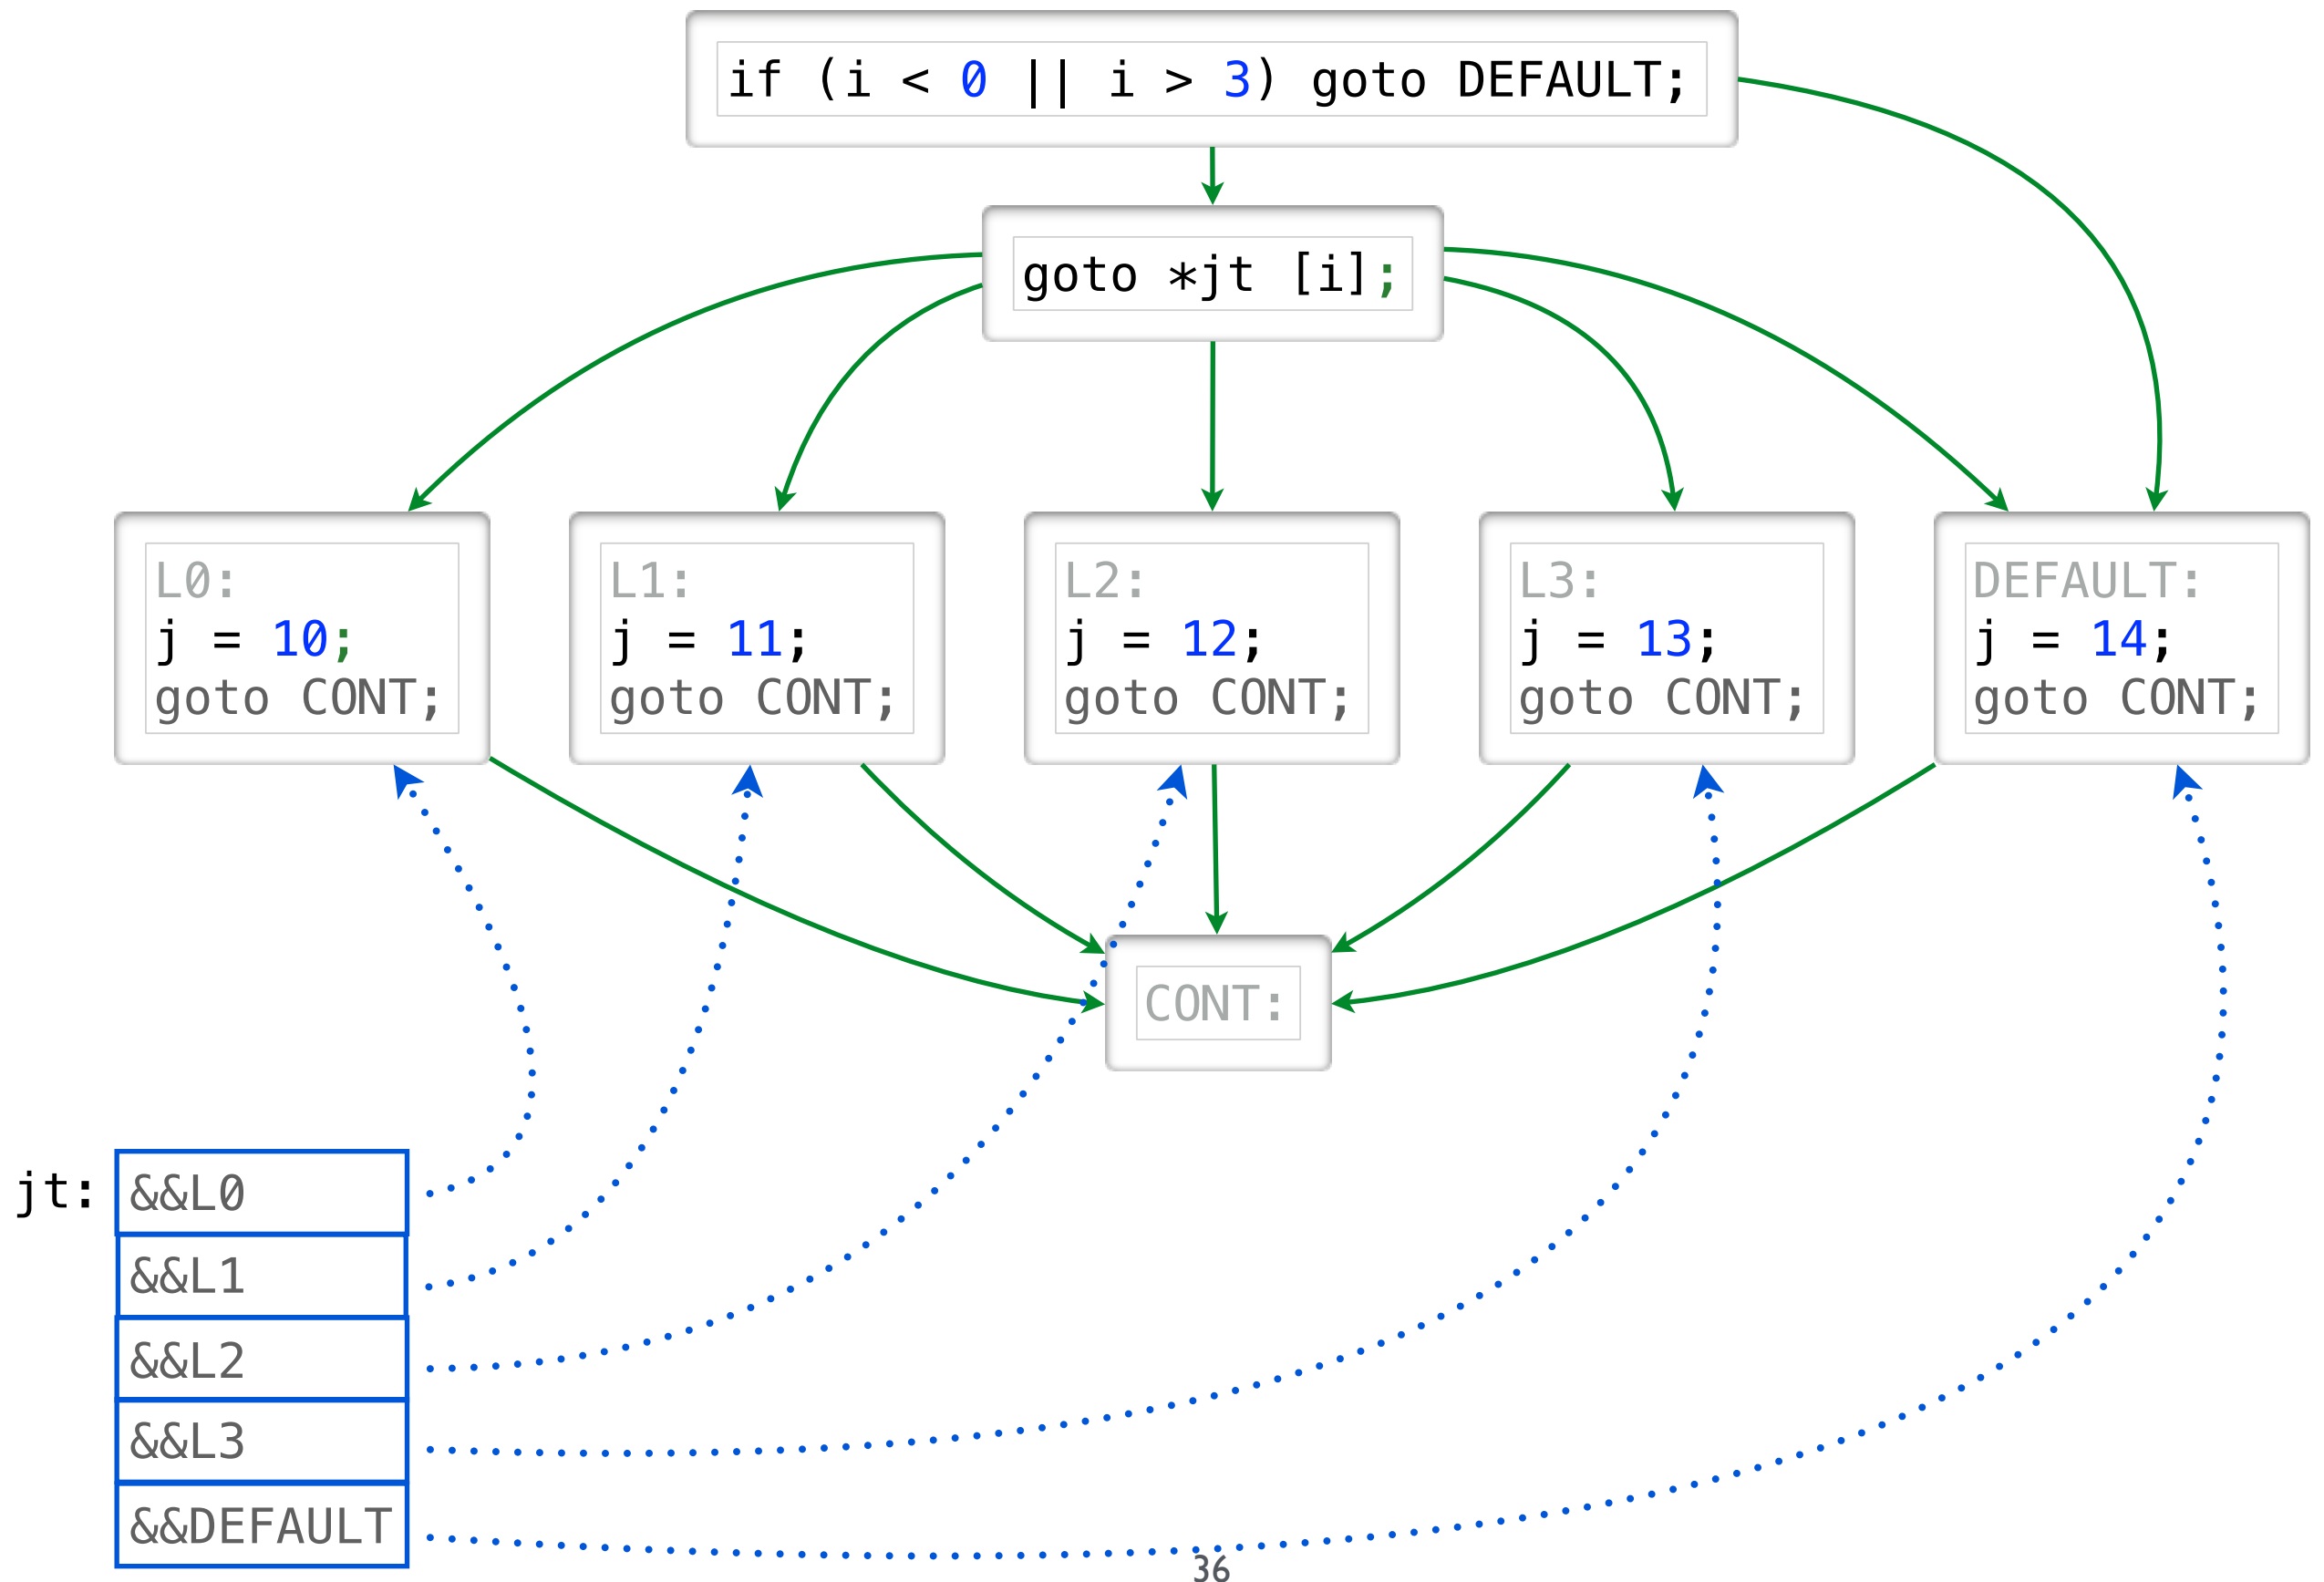 if (i < 0 || i > 3) goto DEFAULT;
goto *jt [i];
L0:
j = 10;
goto CONT;
L1:
j = 11;
goto CONT;
L2:
j = 12;
goto CONT;
L3:
j = 13;
goto CONT;
DEFAULT:
j = 14;
goto CONT;
CONT:
jt:
&&L0
&&L1
&&L2
&&L3
&&DEFAULT
36